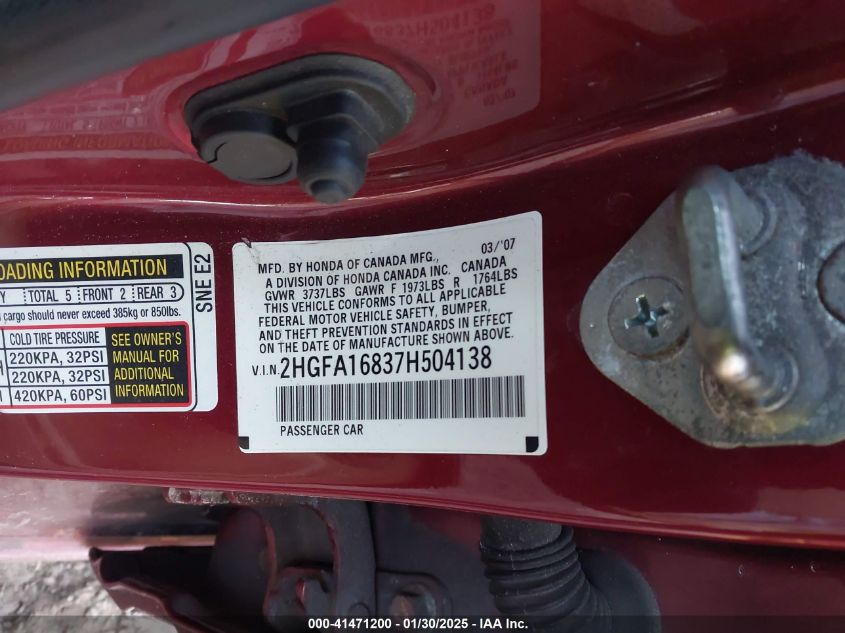 OADING INFORMATION
Y TOTAL 5 FRONT 2 REAR 3
cargo should never exceed 385kg or 850lbs.
COLD TIRE PRESSURE
220KPA, 32PSI
220KPA, 32PSI
420KPA, 60PSI
SEE OWNER'S
MANUAL FOR
ADDITIONAL
INFORMATION
SNE E2
MFD. BY HONDA OF CANADA MFG., 03/'07
A DIVISION OF HONDA CANADA INC. CANADA
GVWR 3737LBS GAWR F 1973LBS R 1764LBS
THIS VEHICLE CONFORMS TO ALL APPLICABLE
FEDERAL MOTOR VEHICLE SAFETY, BUMPER,
AND THEFT PREVENTION STANDARDS IN EFFECT
ON THE DATE OF MANUFACTURE SHOWN ABOVE.
V.I.N. 2HGFA16837H504138
PASSENGER CAR
000-41471200 - 01/30/2025 - IAA Inc.